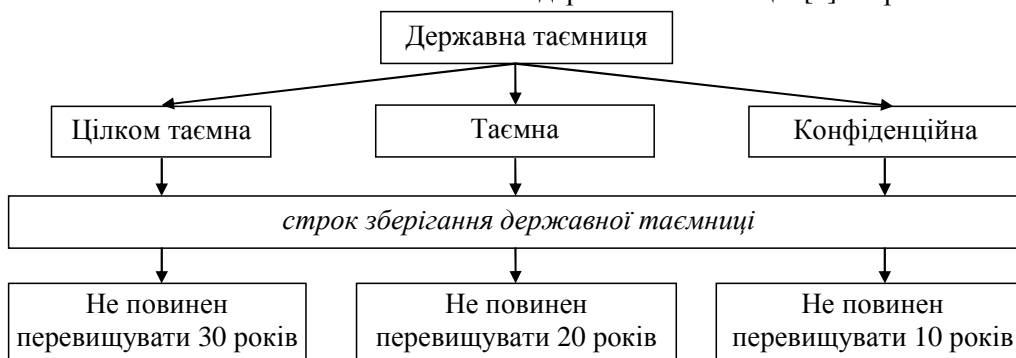 Державна таємниця
Цілком таємна
Таємна
Конфіденційна
строк зберігання державної таємниці
Не повинен
перевищувати 30 років
Не повинен
перевищувати 20 років
Не повинен
перевищувати 10 років